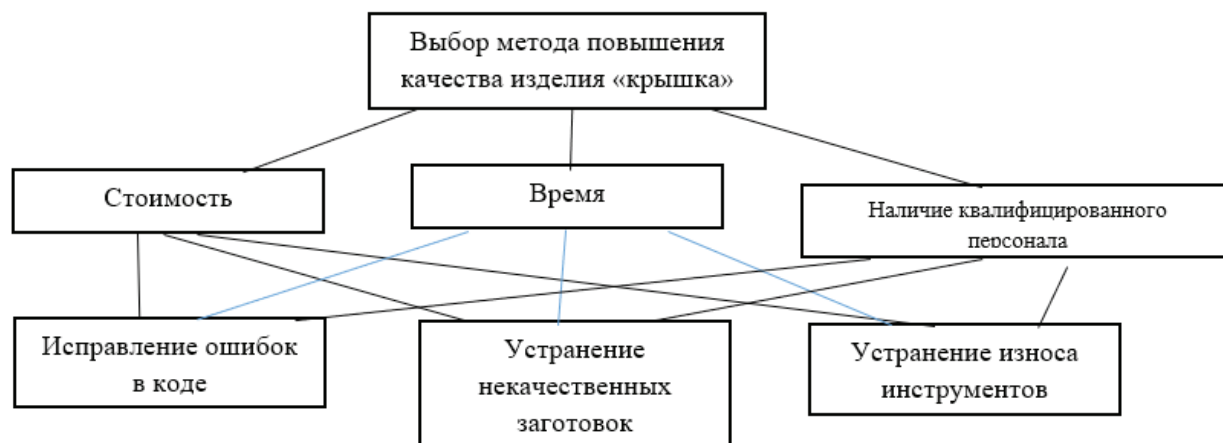 Выбор метода повышения
качества изделия «крышка»
Стоимость
Время
Наличие квалифицированного
персонала
Исправление ошибок
в коде
Устранение
некачественных
заготовок
Устранение износа
инструментов